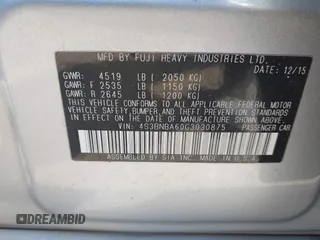 MFD BY FUJI HEAVY INDUSTRIES LTD.
GVWR: 4519 LB ( 2050 KG) 12/15
GAWR: F 2535 LB ( 1150 KG)
GAWR: R 2645 LB ( 1200 KG)
THIS VEHICLE CONFORMS TO ALL APPLICABLE FEDERAL MOTOR
VEHICLE SAFETY, BUMPER, AND THEFT PREVENTION STANDARDS
IN EFFECT ON THE DATE OF MANUFACTURE SHOWN ABOVE.
VIN: 4S3BNBA60G3030875 PASSENGER CAR
MANUFACTURED BY SIA INC. MADE IN U.S.A.
DREAMBID